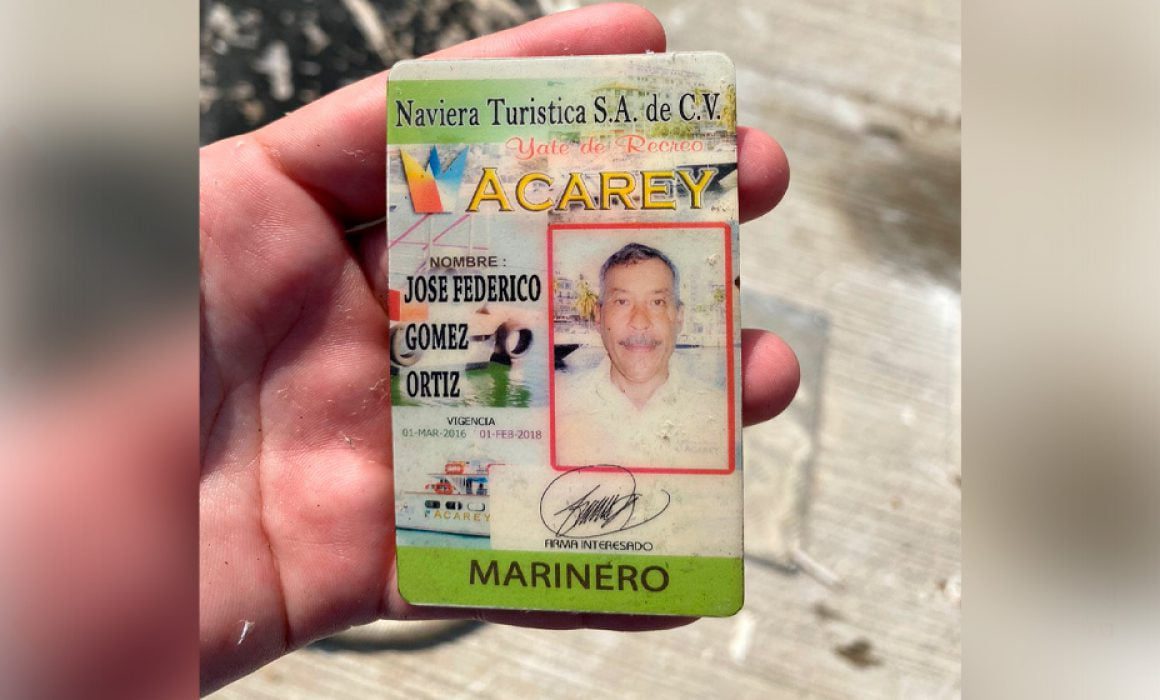 Naviera Turistica S.A. de C.V.
Yate de Recreo
ACAREY
NOMBRE :
JOSE FEDERICO
GOMEZ
ORTIZ
VIGENCIA
01-MAR-2016 01-FEB-2018
ACAREY
ACAREY
FIRMA INTERESADO
MARINERO